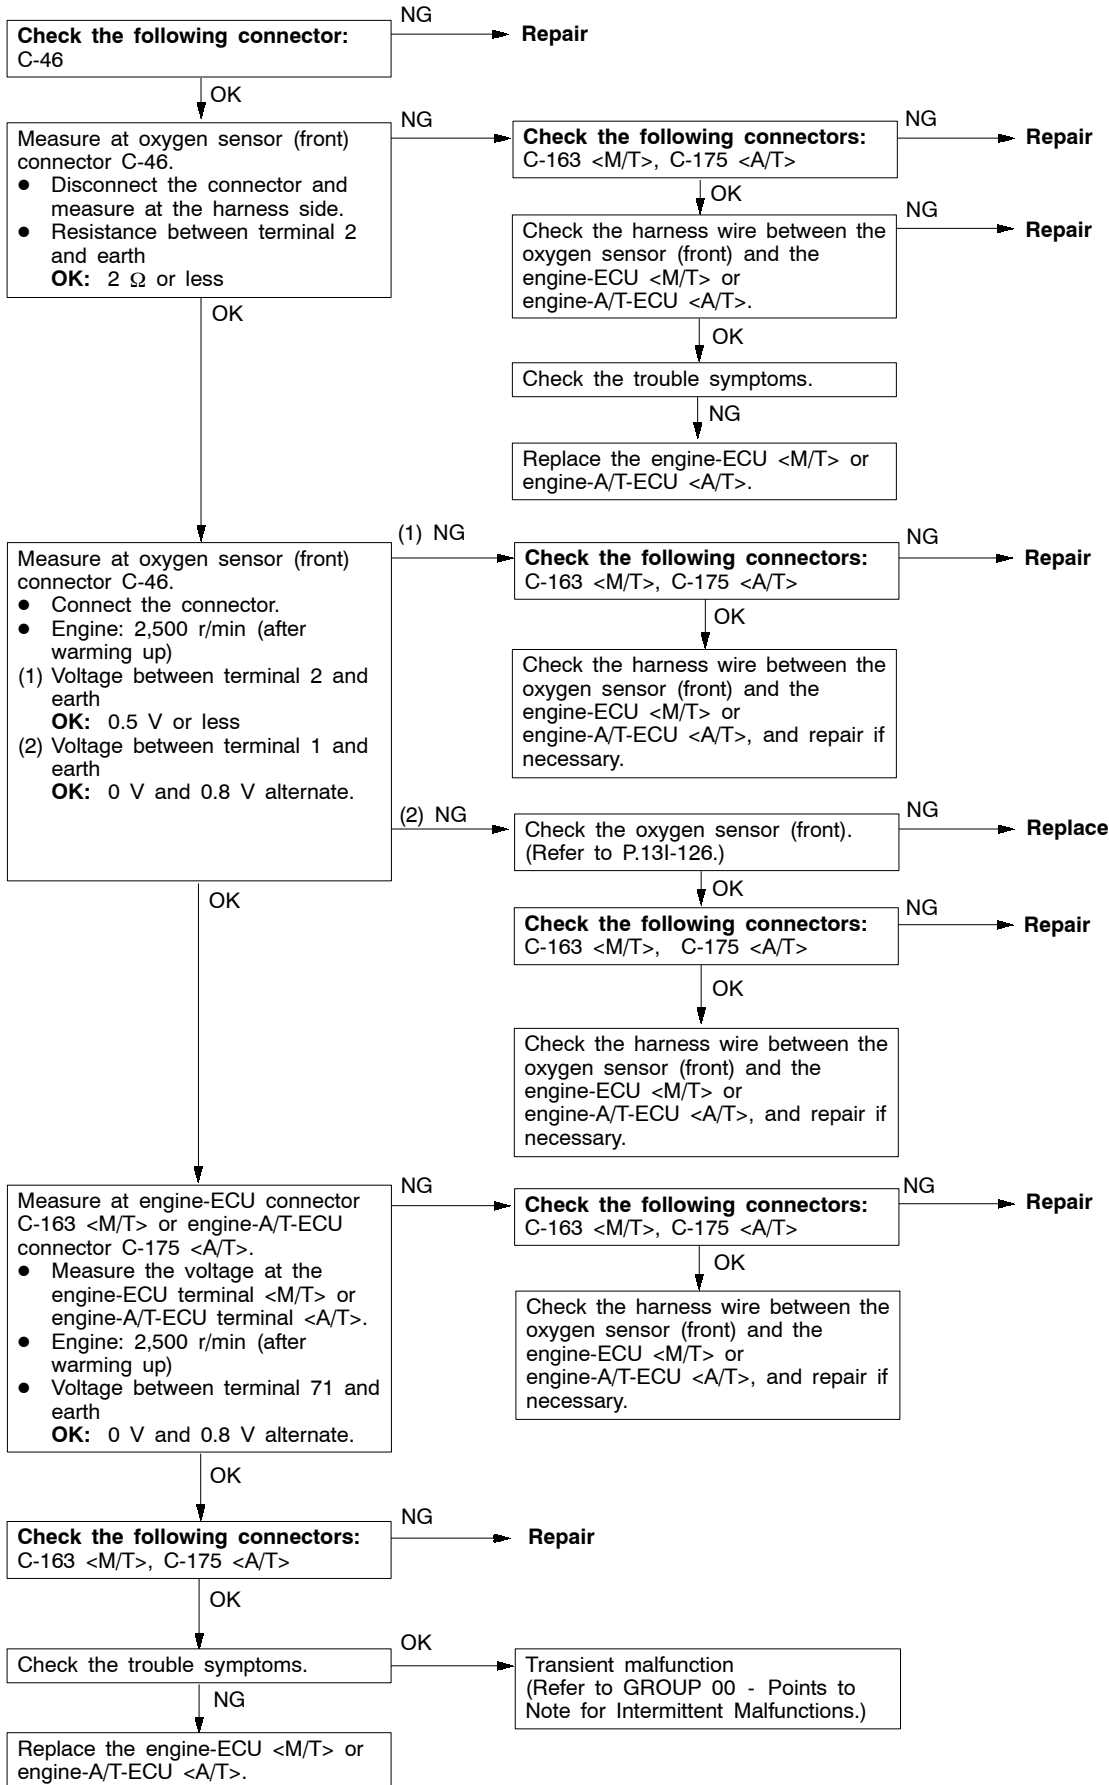 NG
Check the following connector:
C-46
Repair
OK
Measure at oxygen sensor (front)
connector C-46.
● Disconnect the connector and
measure at the harness side.
● Resistance between terminal 2
and earth
OK: 2 Ω or less
NG
Check the following connectors:
C-163 <M/T>, C-175 <A/T>
NG
Repair
OK
Check the harness wire between the
oxygen sensor (front) and the
engine-ECU <M/T> or
engine-A/T-ECU <A/T>.
NG
Repair
OK
Check the trouble symptoms.
NG
Replace the engine-ECU <M/T> or
engine-A/T-ECU <A/T>.
OK
Measure at oxygen sensor (front)
connector C-46.
● Connect the connector.
● Engine: 2,500 r/min (after
warming up)
(1) Voltage between terminal 2 and
earth
OK: 0.5 V or less
(2) Voltage between terminal 1 and
earth
OK: 0 V and 0.8 V alternate.
(1) NG
Check the following connectors:
C-163 <M/T>, C-175 <A/T>
NG
Repair
OK
Check the harness wire between the
oxygen sensor (front) and the
engine-ECU <M/T> or
engine-A/T-ECU <A/T>, and repair if
necessary.
(2) NG
Check the oxygen sensor (front).
(Refer to P.13I-126.)
NG
Replace
OK
Check the following connectors:
C-163 <M/T>, C-175 <A/T>
NG
Repair
OK
Check the harness wire between the
oxygen sensor (front) and the
engine-ECU <M/T> or
engine-A/T-ECU <A/T>, and repair if
necessary.
OK
Measure at engine-ECU connector
C-163 <M/T> or engine-A/T-ECU
connector C-175 <A/T>.
● Measure the voltage at the
engine-ECU terminal <M/T> or
engine-A/T-ECU terminal <A/T>.
● Engine: 2,500 r/min (after
warming up)
● Voltage between terminal 71 and
earth
OK: 0 V and 0.8 V alternate.
NG
Check the following connectors:
C-163 <M/T>, C-175 <A/T>
NG
Repair
OK
Check the harness wire between the
oxygen sensor (front) and the
engine-ECU <M/T> or
engine-A/T-ECU <A/T>, and repair if
necessary.
OK
Check the following connectors:
C-163 <M/T>, C-175 <A/T>
NG
Repair
OK
Check the trouble symptoms.
OK
Transient malfunction
(Refer to GROUP 00 - Points to
Note for Intermittent Malfunctions.)
NG
Replace the engine-ECU <M/T> or
engine-A/T-ECU <A/T>.